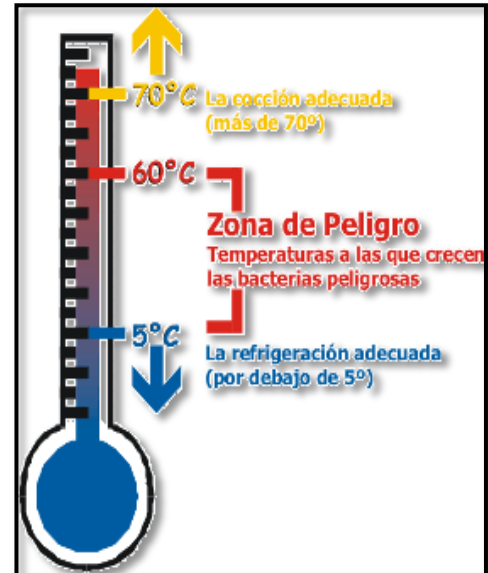 70°C
La cocción adecuada
(más de 70º)
60°C
Zona de Peligro
Temperaturas a las que crecen
las bacterias peligrosas
5°C
La refrigeración adecuada
(por debajo de 5º)